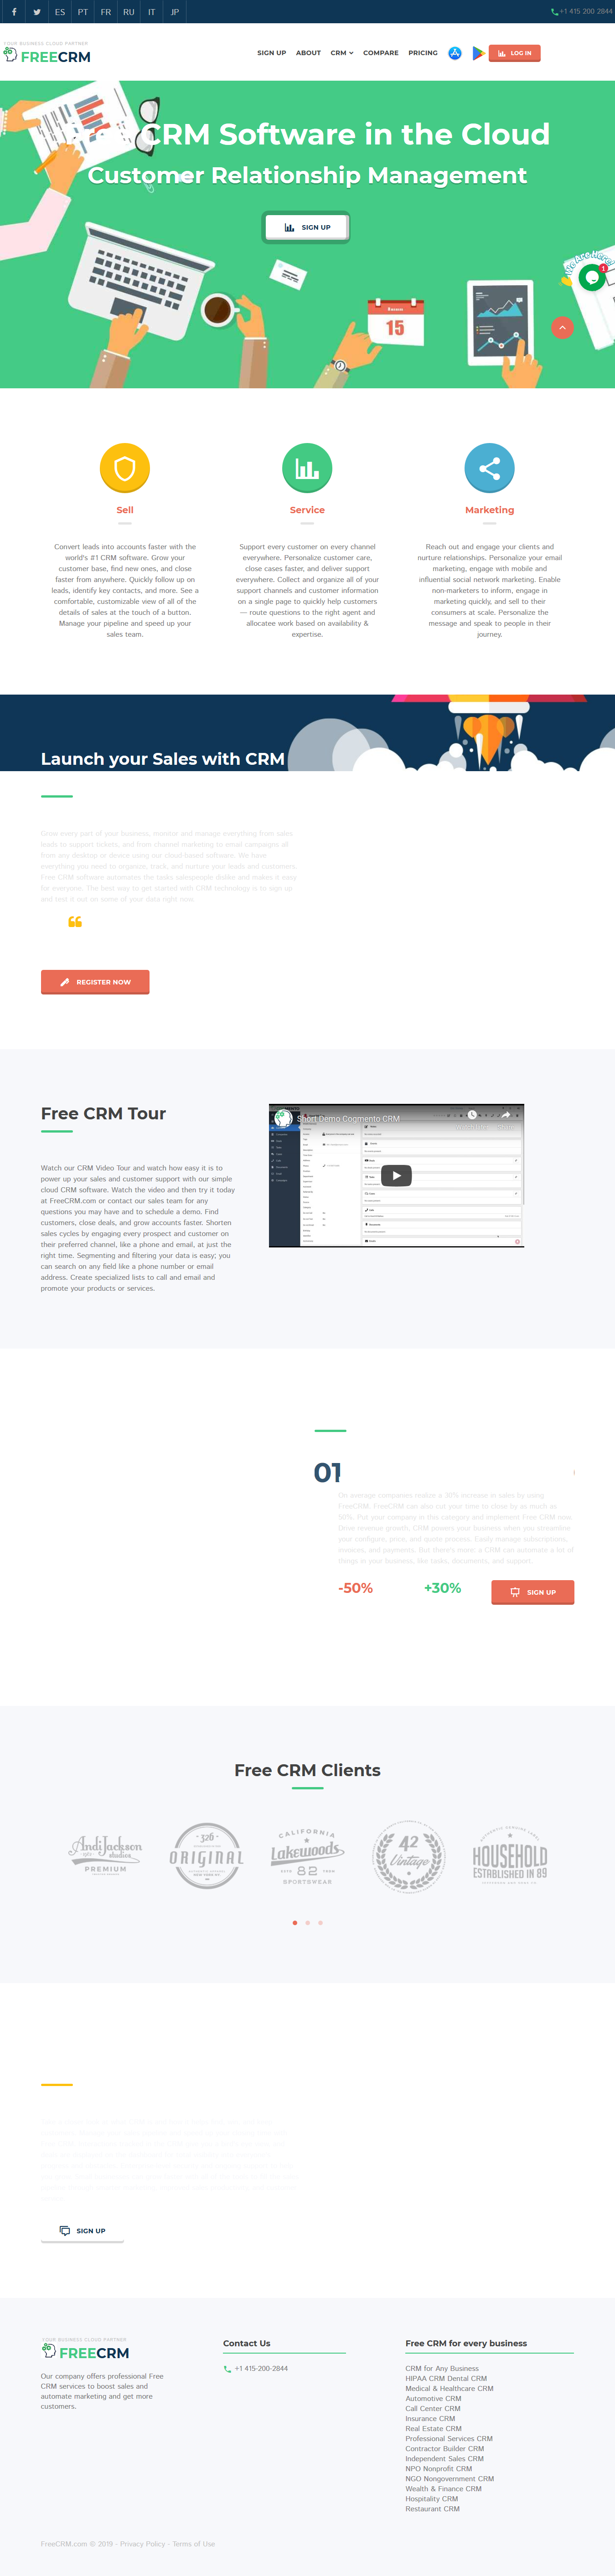 ES PT FR RU IT JP
+1 415 200 2844
YOUR BUSINESS CLOUD PARTNER
FREECRM
SIGN UP ABOUT CRM COMPARE PRICING
LOG IN
CRM Software in the Cloud
Customer Relationship Management
SIGN UP
We Are Here!
1
15
Sell
Convert leads into accounts faster with the
world's #1 CRM software. Grow your
customer base, find new ones, and close
faster from anywhere. Quickly follow up on
leads, identify key contacts, and more. See a
comfortable, customizable view of all of the
details of sales at the touch of a button.
Manage your pipeline and speed up your
sales team.
Service
Support every customer on every channel
everywhere. Personalize customer care,
close cases faster, and deliver support
everywhere. Collect and organize all of your
support channels and customer information
on a single page to quickly help customers
— route questions to the right agent and
allocatee work based on availability &
expertise.
Marketing
Reach out and engage your clients and
nurture relationships. Personalize your email
marketing, engage with mobile and
influential social network marketing. Enable
non-marketers to inform, engage in
marketing quickly, and sell to their
consumers at scale. Personalize the
message and speak to people in their
journey.
Launch your Sales with CRM
Grow every part of your business, monitor and manage everything from sales
leads to support tickets, and from channel marketing to email campaigns all
from any desktop or device using our cloud-based software. We have
everything you need to organize, track, and nurture your leads and customers.
Free CRM software automates the tasks salespeople dislike and makes it easy
for everyone. The best way to get started with CRM technology is to sign up
and test it out on some of your data right now.
REGISTER NOW
Free CRM Tour
Watch our CRM Video Tour and watch how easy it is to
power up your sales and customer support with our simple
cloud CRM software. Watch the video and then try it today
at FreeCRM.com or contact our sales team for any
questions you may have and to schedule a demo. Find
customers, close deals, and grow accounts faster. Shorten
sales cycles by engaging every prospect and customer on
their preferred channel, like a phone and email, at just the
right time. Segmenting and filtering your data is easy; you
can search on any field like a phone number or email
address. Create specialized lists to call and email and
promote your products or services.
Short Demo Cogmento CRM
01
On average companies realize a 30% increase in sales by using
FreeCRM. FreeCRM can also cut your time to close by as much as
50%. Put your company in this category and implement Free CRM now.
Drive revenue growth, CRM powers your business when you streamline
your configure, price, and quote process. Easily manage subscriptions,
invoices, and payments. But there's more: a CRM can automate a lot of
things in your business, like tasks, documents, and support.
-50%
+30%
SIGN UP
Free CRM Clients
Andi Jackson
studios
PREMIUM
326
ORIGINAL
CALIFORNIA
Lakewoods
82
SPORTSWEAR
42
Vintage
HOUSEHOLD
ESTABLISHED IN 89
SIGN UP
YOUR BUSINESS CLOUD PARTNER
FREECRM
Our company offers professional Free
CRM services to boost sales and
automate marketing and get more
customers.
Contact Us
+1 415-200-2844
Free CRM for every business
CRM for Any Business
HIPAA CRM Dental CRM
Medical & Healthcare CRM
Automotive CRM
Call Center CRM
Insurance CRM
Real Estate CRM
Professional Services CRM
Contractor Builder CRM
Independent Sales CRM
NPO Nonprofit CRM
NGO Nongovernment CRM
Wealth & Finance CRM
Hospitality CRM
Restaurant CRM
FreeCRM.com © 2019 - Privacy Policy - Terms of Use